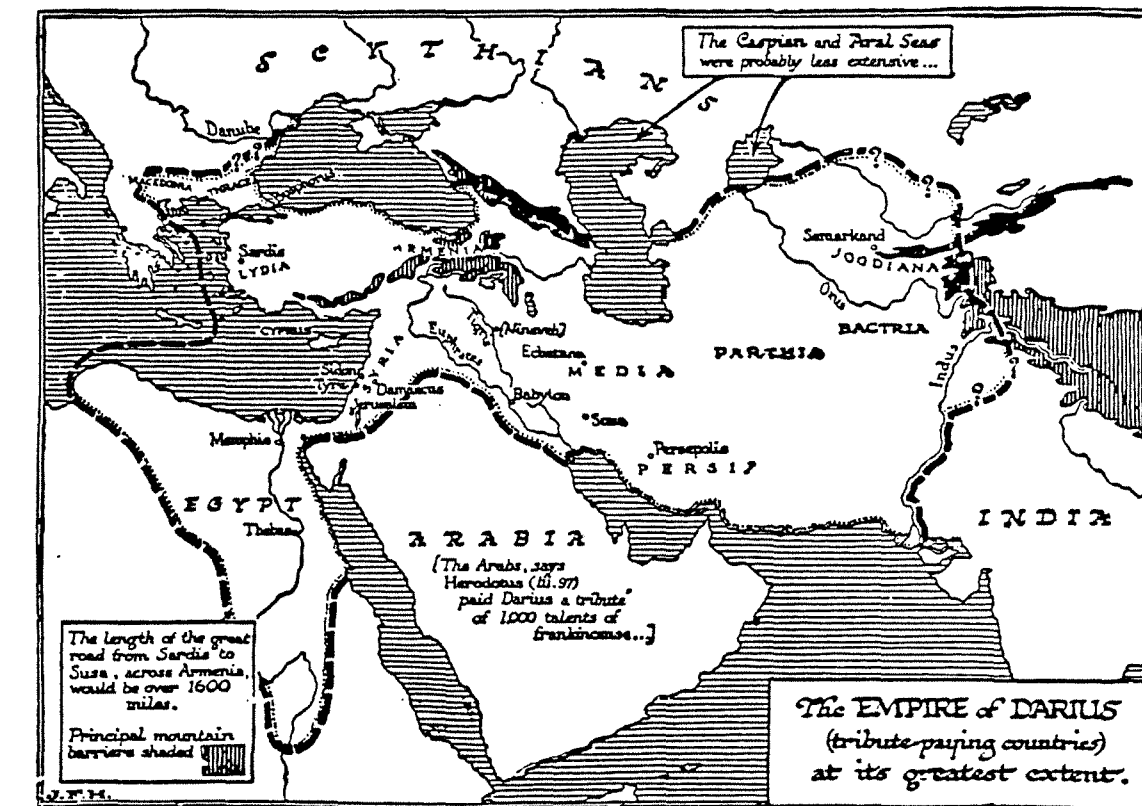 SCYTHIANS
The Caspian and Aral Seas
were probably less extensive...
Danube
? ?
MACEDONIA THRACE
?
?
Samarkand
JOGDIANA
Sardis
LYDIA
ARMENIA
Oxus
BACTRIA
CYPRUS
SYRIA
Euphrates
Tigris
[Nineveh]
Ecbatana
MEDIA
PARTHIA
Indus
?
?
Sidon
Tyre
Damascus
Jerusalem
Babylon
Susa
Memphis
Persepolis
PERSIA
EGYPT
Thebes
ARABIA
[The Arabs, says
Herodotus (iii.97)
paid Darius a tribute
of 1,000 talents of
frankincense...]
INDIA
The length of the great
road from Sardis to
Susa, across Armenia,
would be over 1600
miles.
Principal mountain
barriers shaded
The EMPIRE of DARIUS
(tribute-paying countries)
at its greatest extent.
J.F.H.